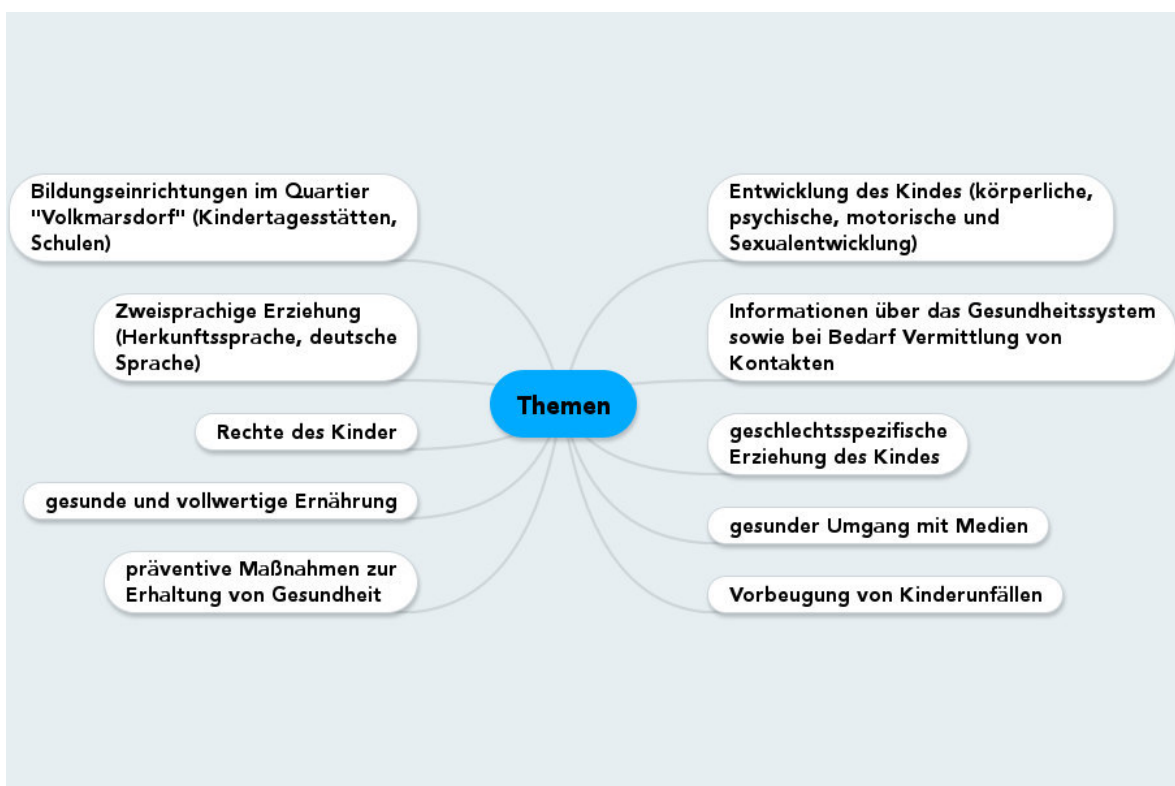 Bildungseinrichtungen im Quartier
"Volkmarsdorf" (Kindertagesstätten,
Schulen)
Zweisprachige Erziehung
(Herkunftssprache, deutsche
Sprache)
Rechte des Kinder
gesunde und vollwertige Ernährung
präventive Maßnahmen zur
Erhaltung von Gesundheit
Themen
Entwicklung des Kindes (körperliche,
psychische, motorische und
Sexualentwicklung)
Informationen über das Gesundheitssystem
sowie bei Bedarf Vermittlung von
Kontakten
geschlechtsspezifische
Erziehung des Kindes
gesunder Umgang mit Medien
Vorbeugung von Kinderunfällen